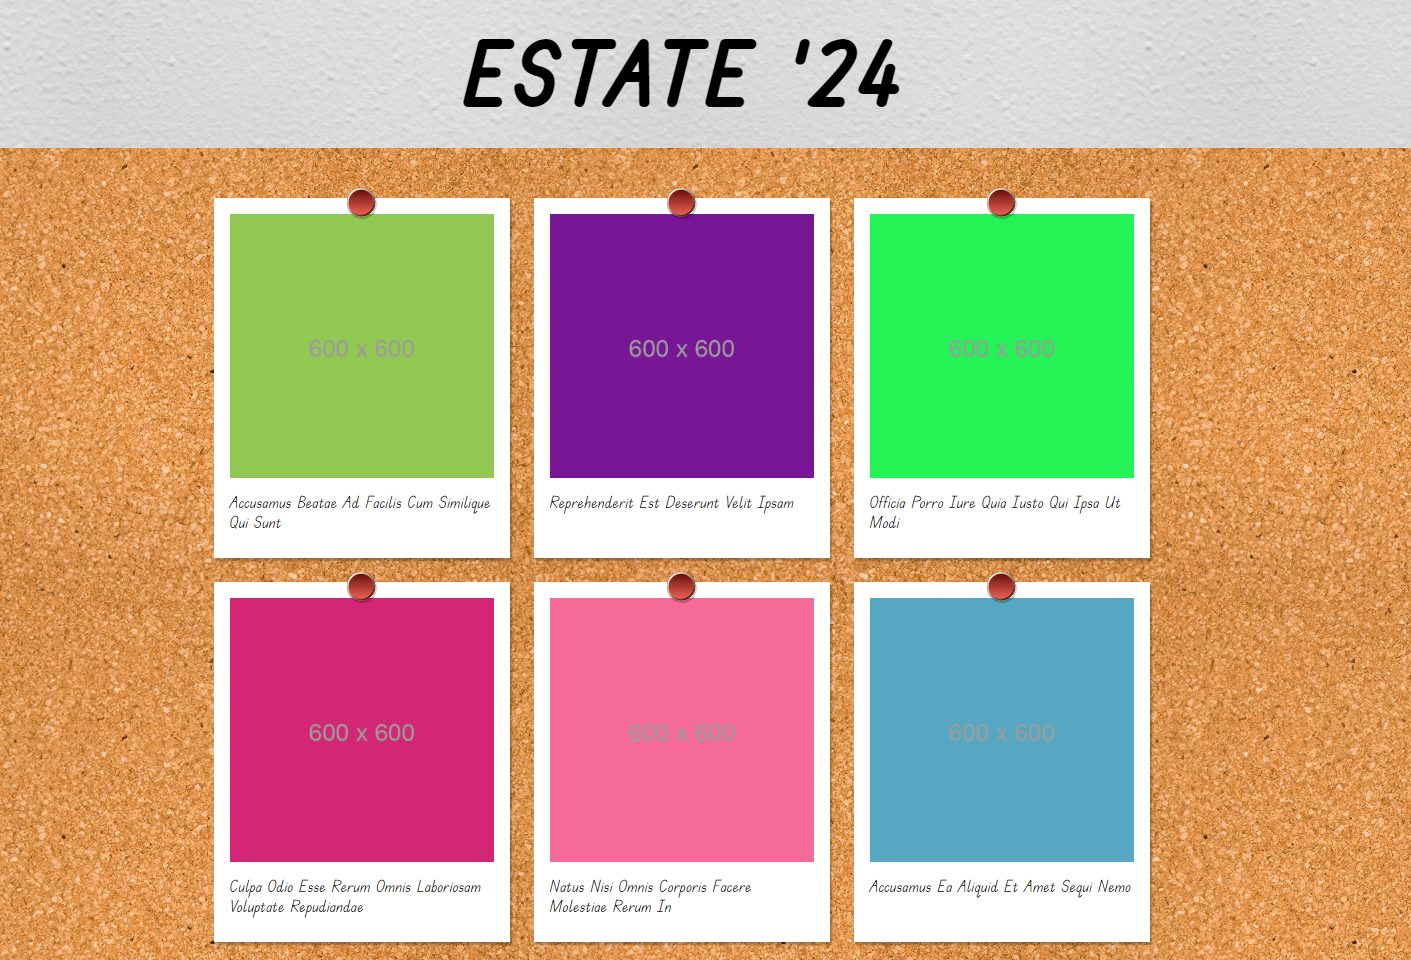 ESTATE '24
600 x 600
600 x 600
600 x 600
Accusamus Beatae Ad Facilis Cum Similique
Qui Sunt
Reprehenderit Est Deserunt Velit Ipsam
Officia Porro Iure Quia Iusto Qui Ipsa Ut
Modi
600 x 600
600 x 600
600 x 600
Culpa Odio Esse Rerum Omnis Laboriosam
Voluptate Repudiandae
Natus Nisi Omnis Corporis Facere
Molestiae Rerum In
Accusamus Ea Aliquid Et Amet Sequi Nemo